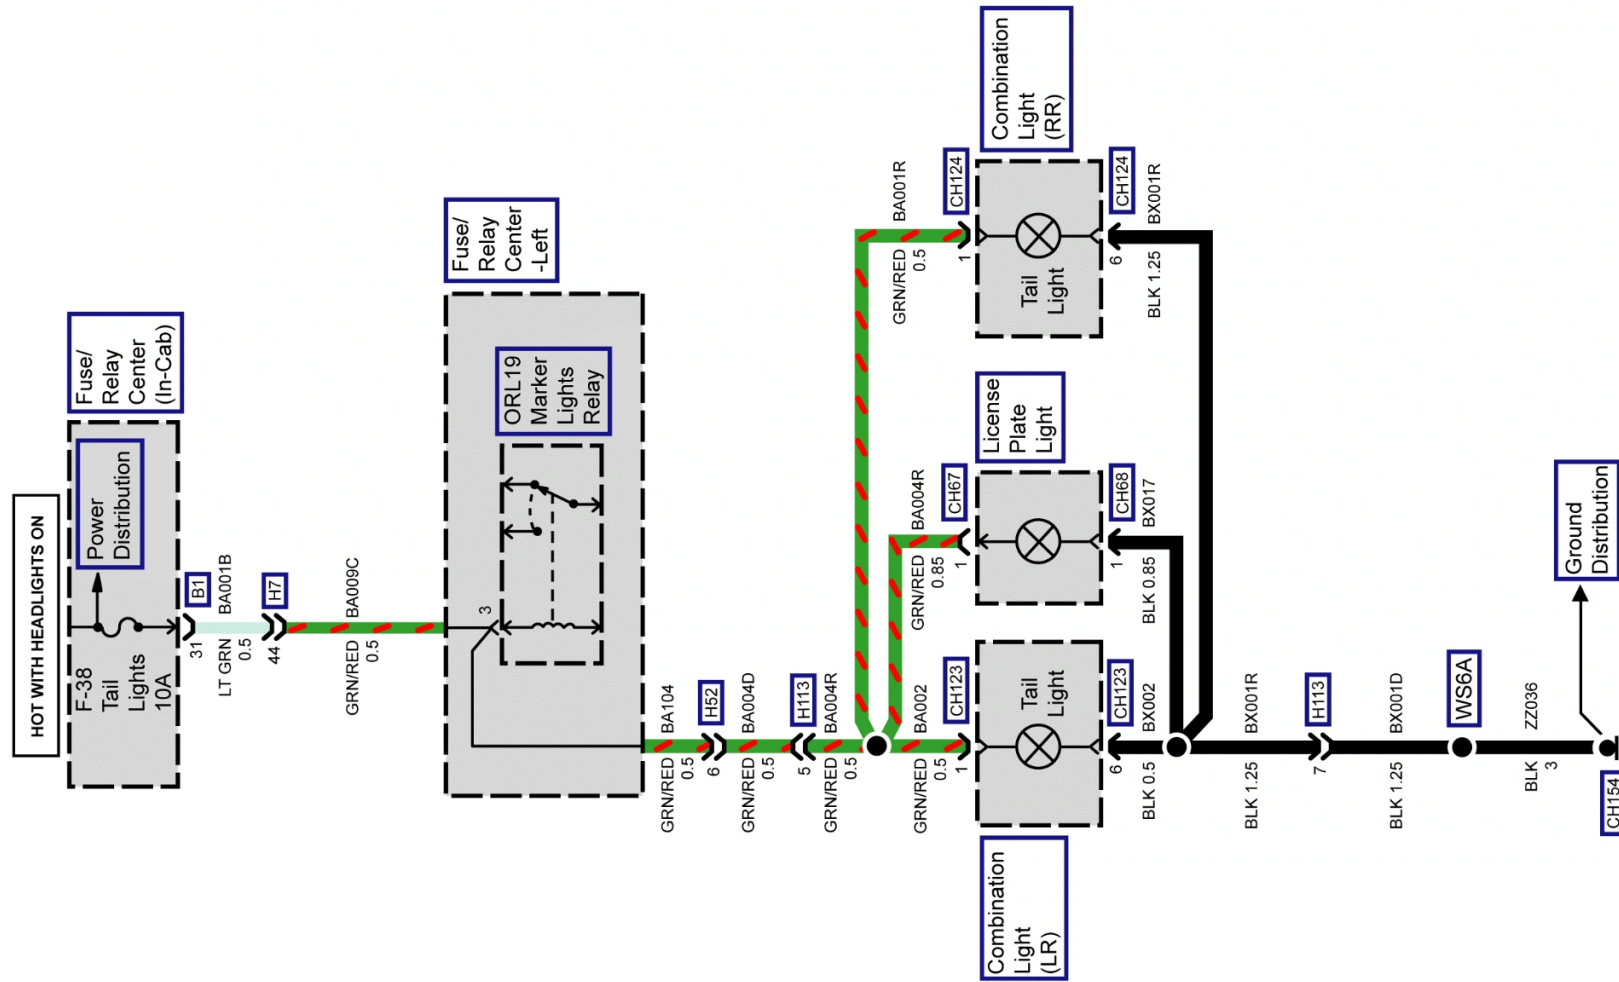 HOT WITH HEADLIGHTS ON
Fuse/
Relay
Center
(In-Cab)
Power
Distribution
F-38
Tail
Lights
10A
31
B1
LT GRN
0.5
BA001B
44
H7
GRN/RED
0.5
BA009C
Fuse/
Relay
Center
-Left
ORL19
Marker
Lights
Relay
3
GRN/RED
0.5
BA104
6
H52
GRN/RED
0.5
BA004D
5
H113
GRN/RED
0.5
BA004R
GRN/RED
0.5
BA002
1
CH123
GRN/RED
0.85
BA004R
1
CH67
GRN/RED
0.5
BA001R
1
CH124
Combination
Light
(LR)
Tail
Light
License
Plate
Light
Combination
Light
(RR)
Tail
Light
6
CH123
BLK 0.5
BX002
1
CH68
BLK 0.85
BX017
6
CH124
BLK 1.25
BX001R
BLK 1.25
BX001R
7
H113
BLK 1.25
BX001D
WS6A
BLK
3
ZZ036
Ground
Distribution
CH154